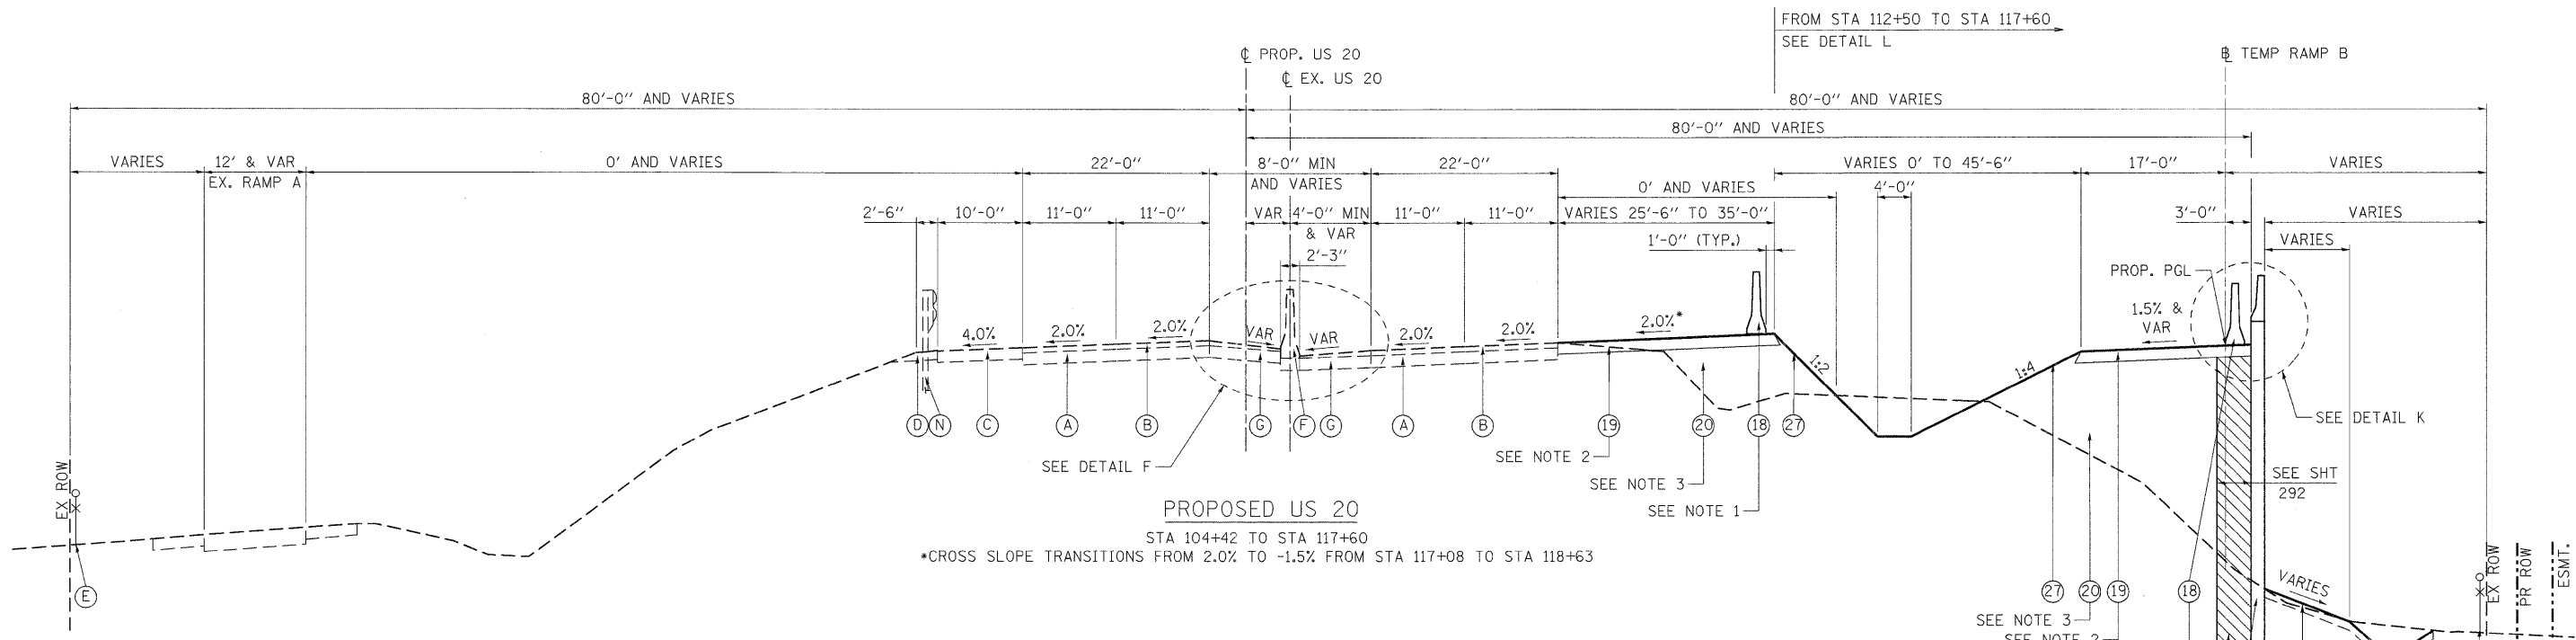 FROM STA 112+50 TO STA 117+60
SEE DETAIL L
℄ PROP. US 20
℄ EX. US 20
TEMP RAMP B
80'-0" AND VARIES
80'-0" AND VARIES
80'-0" AND VARIES
VARIES
12' & VAR
EX. RAMP A
0' AND VARIES
22'-0"
8'-0" MIN
AND VARIES
22'-0"
VARIES 0' TO 45'-6"
17'-0"
VARIES
0' AND VARIES
4'-0"
2'-6"
10'-0"
11'-0"
11'-0"
VAR
4'-0" MIN
& VAR
11'-0"
11'-0"
VARIES 25'-6" TO 35'-0"
3'-0"
VARIES
1'-0" (TYP.)
VARIES
2'-3"
PROP. PGL
1.5% &
VAR
4.0%
2.0%
2.0%
VAR
VAR
2.0%
2.0%
2.0%*
1:2
1:4
D
N
C
A
B
G
F
G
A
B
19
20
18
27
SEE DETAIL K
SEE DETAIL F
SEE NOTE 2
SEE NOTE 3
SEE NOTE 1
SEE SHT
292
EX ROW
E
PROPOSED US 20
STA 104+42 TO STA 117+60
*CROSS SLOPE TRANSITIONS FROM 2.0% TO -1.5% FROM STA 117+08 TO STA 118+63
27
20
19
18
SEE NOTE 3
SEE NOTE 2
VARIES
EX ROW
PR ROW
ESMT.